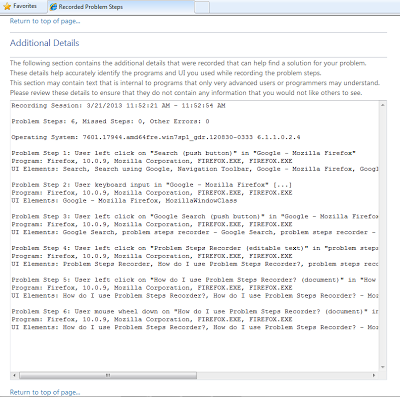 Favorites
Recorded Problem Steps
Return to top of page...
Additional Details
The following section contains the additional details that were recorded that can help find a solution for your problem.
These details help accurately identify the programs and UI you used while recording the problem steps.
This section may contain text that is internal to programs that only very advanced users or programmers may understand.
Please review these details to ensure that they do not contain any information that you would not like others to see.
Recording Session: 3/21/2013 11:52:21 AM - 11:52:54 AM
Problem Steps: 6, Missed Steps: 0, Other Errors: 0
Operating System: 7601.17944.amd64fre.win7sp1_gdr.120830-0333 6.1.1.0.2.4
Problem Step 1: User left click on "Search (push button)" in "Google - Mozilla Firefox"
Program: Firefox, 10.0.9, Mozilla Corporation, FIREFOX.EXE, FIREFOX.EXE
UI Elements: Search, Search using Google, Navigation Toolbar, Google - Mozilla Firefox, Googl
Problem Step 2: User keyboard input in "Google - Mozilla Firefox" [...]
Program: Firefox, 10.0.9, Mozilla Corporation, FIREFOX.EXE, FIREFOX.EXE
UI Elements: Google - Mozilla Firefox, MozillaWindowClass
Problem Step 3: User left click on "Google Search (push button)" in "Google - Mozilla Firefox
Program: Firefox, 10.0.9, Mozilla Corporation, FIREFOX.EXE, FIREFOX.EXE
UI Elements: Google Search, problem steps recorder - Google Search, problem steps recorder -
Problem Step 4: User left click on "Problem Steps Recorder (editable text)" in "problem steps
Program: Firefox, 10.0.9, Mozilla Corporation, FIREFOX.EXE, FIREFOX.EXE
UI Elements: Problem Steps Recorder, How do I use Problem Steps Recorder?, problem steps reco
Problem Step 5: User left click on "How do I use Problem Steps Recorder? (document)" in "How
Program: Firefox, 10.0.9, Mozilla Corporation, FIREFOX.EXE, FIREFOX.EXE
UI Elements: How do I use Problem Steps Recorder?, How do I use Problem Steps Recorder? - Moz
Problem Step 6: User mouse wheel down on "How do I use Problem Steps Recorder? (document)" in
Program: Firefox, 10.0.9, Mozilla Corporation, FIREFOX.EXE, FIREFOX.EXE
UI Elements: How do I use Problem Steps Recorder?, How do I use Problem Steps Recorder? - Moz
Return to top of page...